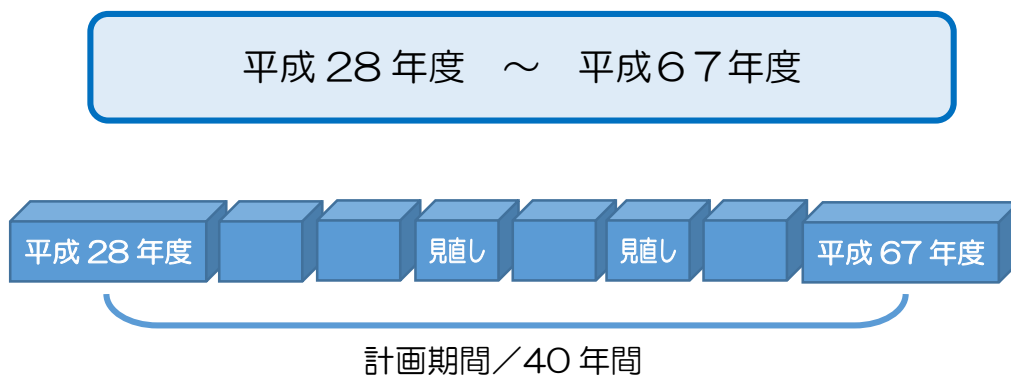 平成 28 年度　～　平成６７年度
平成 28 年度
見直し
見直し
平成 67 年度
計画期間／40 年間